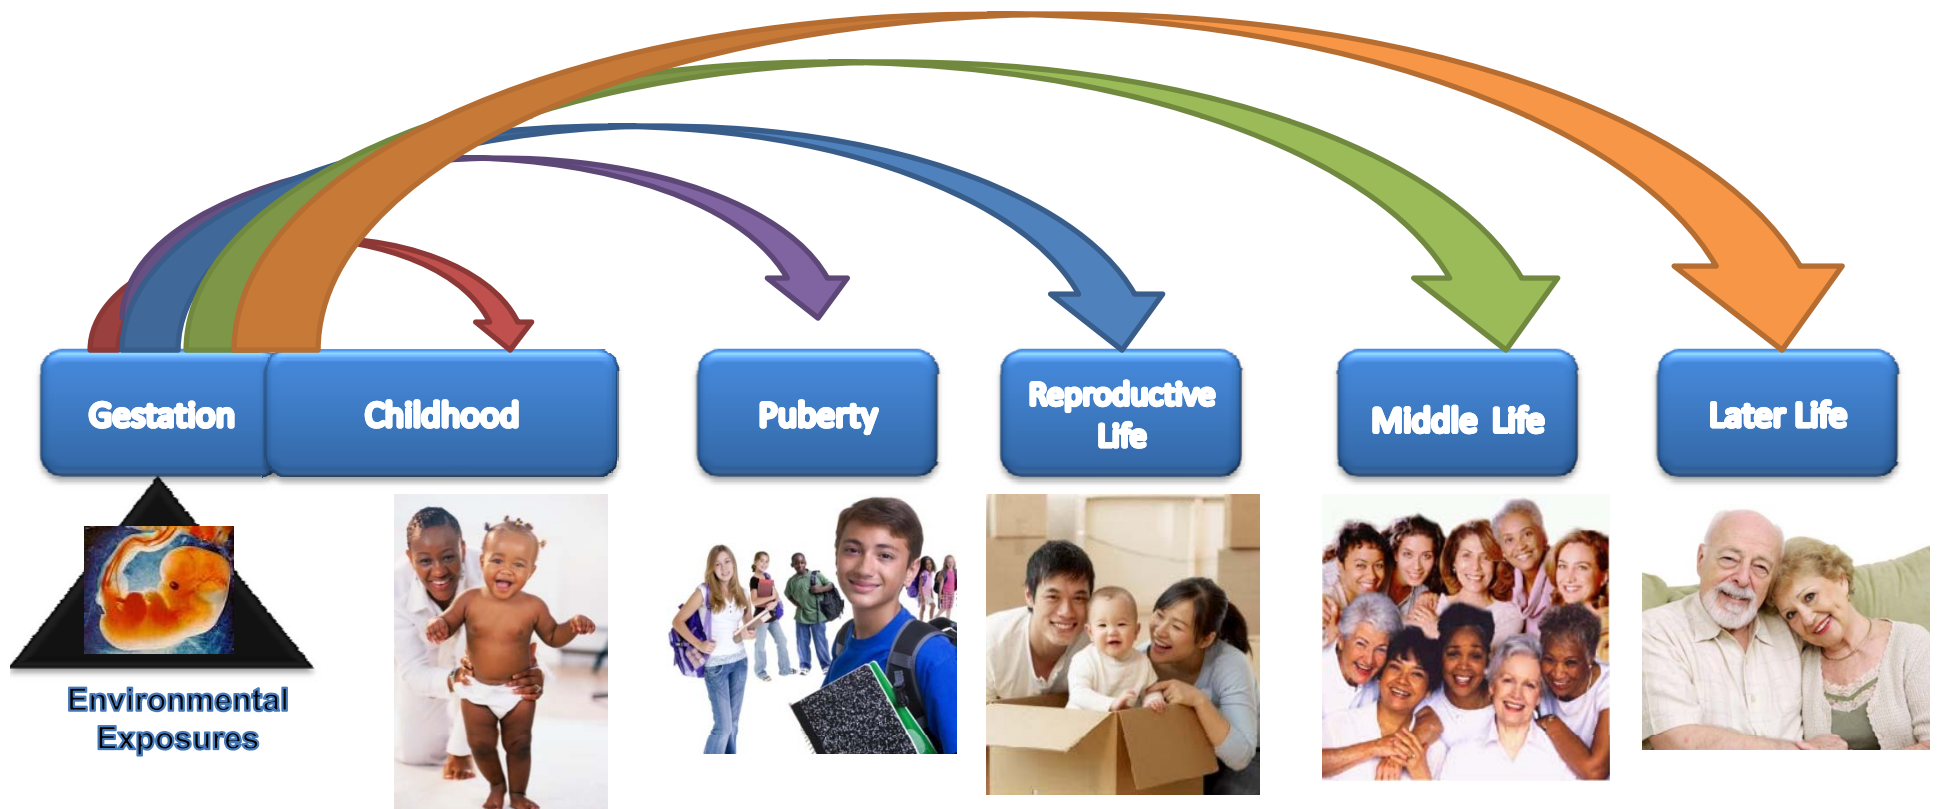 Gestation
Childhood
Puberty
Reproductive
Life
Middle Life
Later Life
Environmental
Exposures